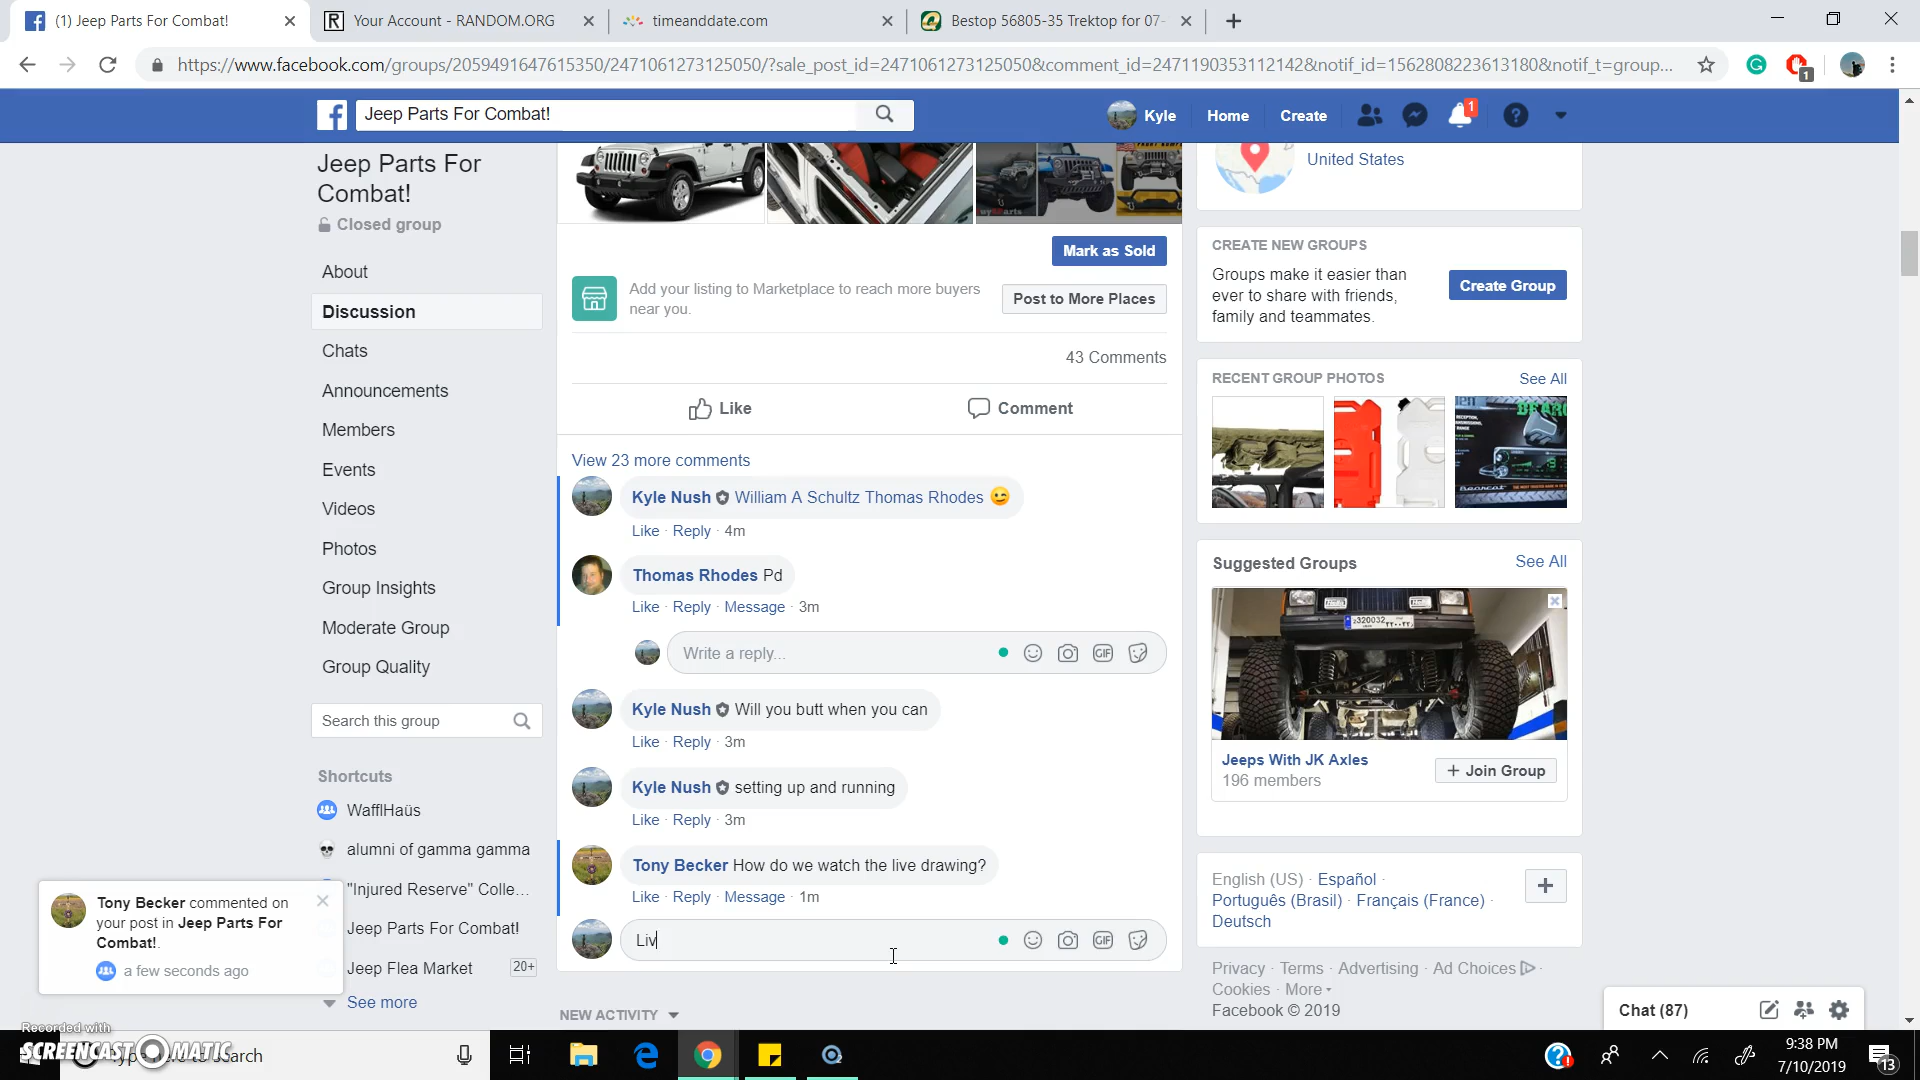 (1) Jeep Parts For Combat!
Your Account - RANDOM.ORG
timeanddate.com
Bestop 56805-35 Trektop for 07-
https://www.facebook.com/groups/2059491647615350/2471061273125050/?sale_post_id=2471061273125050&comment_id=2471190353112142&notif_id=1562808223613180&notif_t=group...
1
Jeep Parts For Combat!
Kyle
Home
Create
1
Jeep Parts For
Combat!
Closed group
About
Discussion
Chats
Announcements
Members
Events
Videos
Photos
Group Insights
Moderate Group
Group Quality
Search this group
Shortcuts
WafflHaüs
alumni of gamma gamma
"Injured Reserve" Colle...
Jeep Parts For Combat!
Jeep Flea Market 20+
See more
Tony Becker commented on
your post in Jeep Parts For
Combat!.
a few seconds ago
Mark as Sold
Add your listing to Marketplace to reach more buyers
near you.
Post to More Places
43 Comments
Like
Comment
View 23 more comments
Kyle Nush William A Schultz Thomas Rhodes
Like · Reply · 4m
Thomas Rhodes Pd
Like · Reply · Message · 3m
Write a reply...
GIF
Kyle Nush Will you butt when you can
Like · Reply · 3m
Kyle Nush setting up and running
Like · Reply · 3m
Tony Becker How do we watch the live drawing?
Like · Reply · Message · 1m
Liv
GIF
NEW ACTIVITY
United States
CREATE NEW GROUPS
Groups make it easier than
ever to share with friends,
family and teammates.
Create Group
RECENT GROUP PHOTOS
See All
Suggested Groups
See All
Jeeps With JK Axles
196 members
+ Join Group
English (US) · Español ·
Português (Brasil) · Français (France) ·
Deutsch
Privacy · Terms · Advertising · Ad Choices ·
Cookies · More
Facebook © 2019
Chat (87)
Recorded with
SCREENCAST O MATIC
Type here to search
9:38 PM
7/10/2019
13